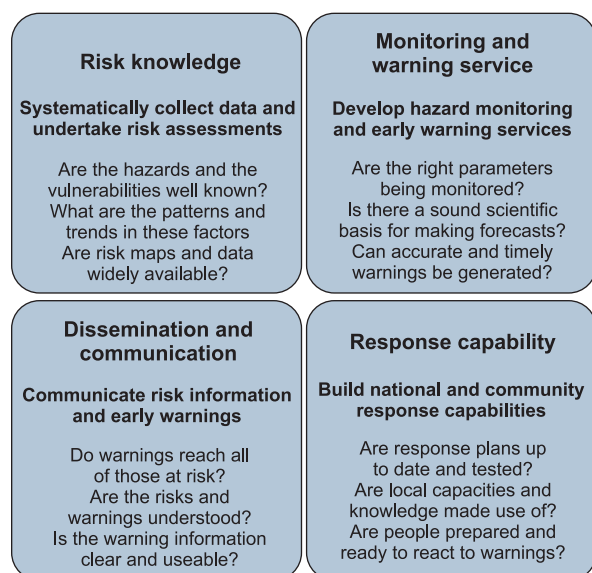 Risk knowledge
Systematically collect data and
undertake risk assessments
Are the hazards and the
vulnerabilities well known?
What are the patterns and
trends in these factors
Are risk maps and data
widely available?
Monitoring and
warning service
Develop hazard monitoring
and early warning services
Are the right parameters
being monitored?
Is there a sound scientific
basis for making forecasts?
Can accurate and timely
warnings be generated?
Dissemination and
communication
Communicate risk information
and early warnings
Do warnings reach all
of those at risk?
Are the risks and
warnings understood?
Is the warning information
clear and useable?
Response capability
Build national and community
response capabilities
Are response plans up
to date and tested?
Are local capacities and
knowledge made use of?
Are people prepared and
ready to react to warnings?